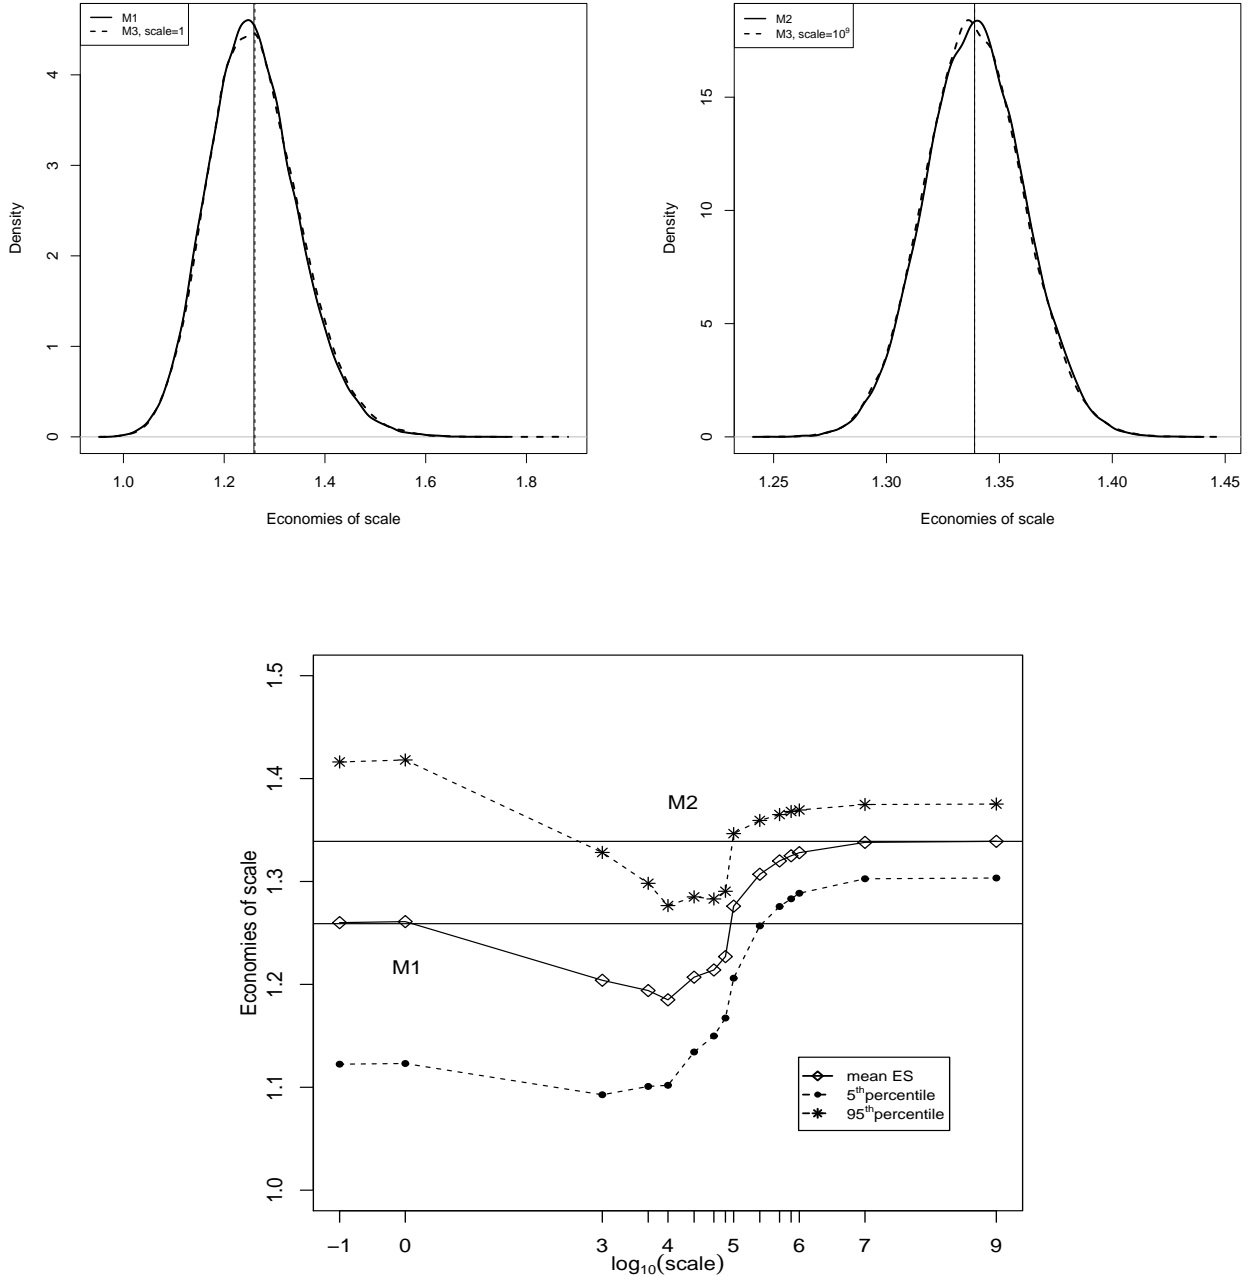 M1
M3, scale=1
Density
0 1 2 3 4
1.0 1.2 1.4 1.6 1.8
Economies of scale
M2
M3, scale=10⁹
Density
0 5 10 15
1.25 1.30 1.35 1.40 1.45
Economies of scale
Economies of scale
1.0 1.1 1.2 1.3 1.4 1.5
M2
M1
mean ES
5ᵗʰpercentile
95ᵗʰpercentile
−1 0 3 4 5 6 7 9
log₁₀(scale)